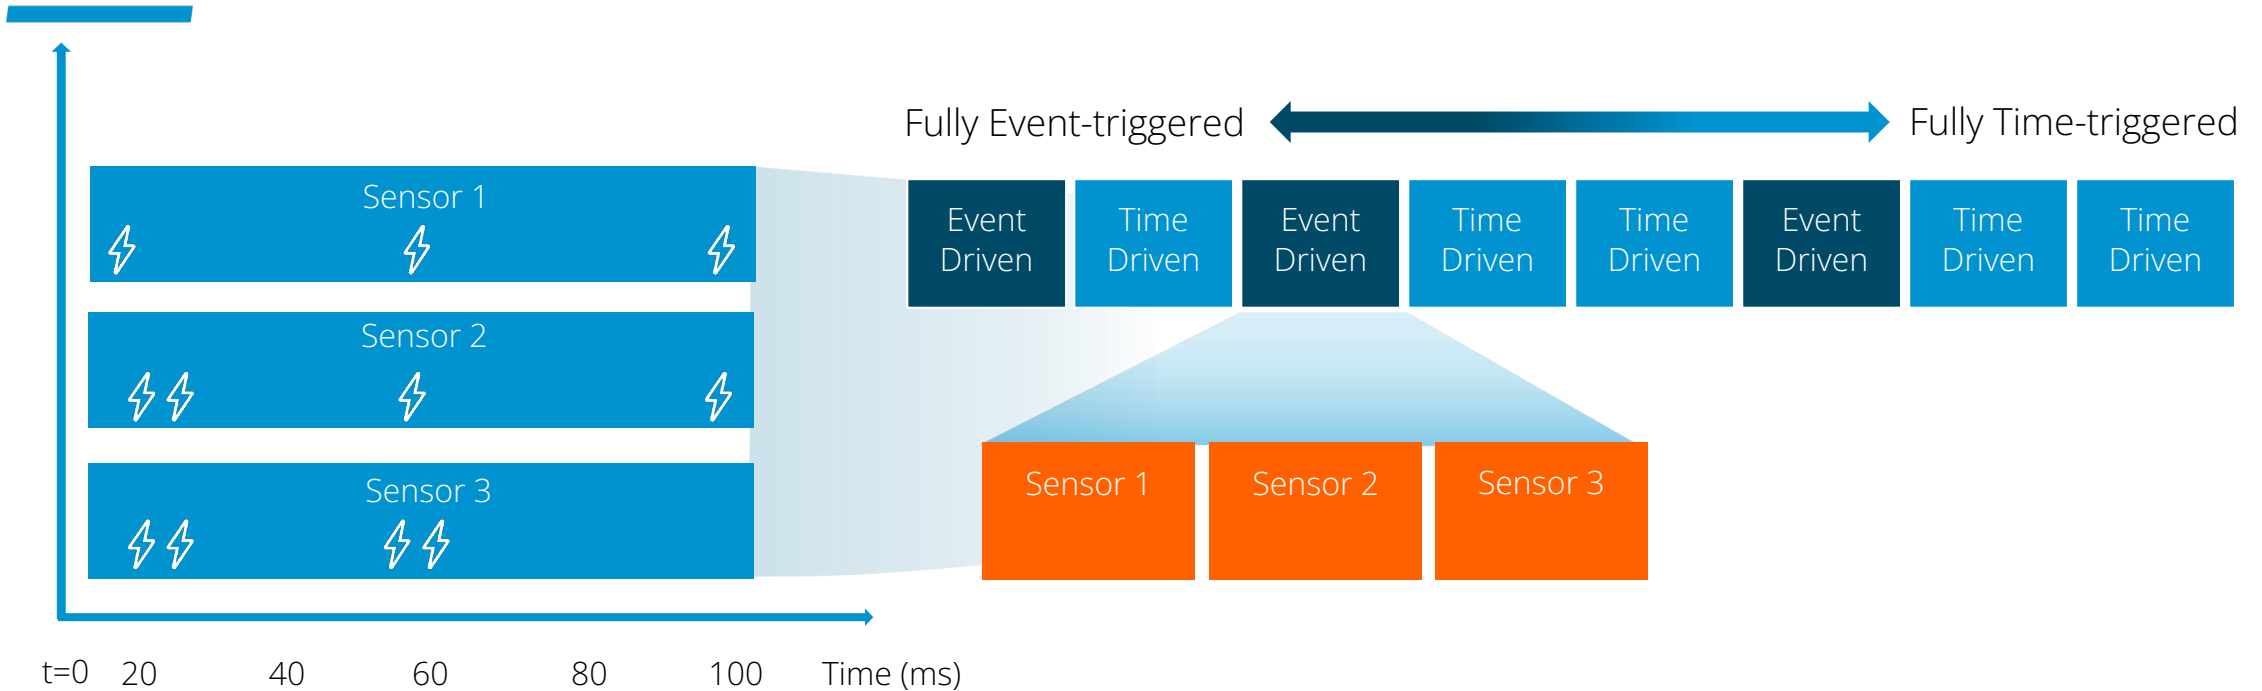 Fully Event-triggered
Fully Time-triggered
Sensor 1
Sensor 2
Sensor 3
Event
Driven
Time
Driven
Event
Driven
Time
Driven
Time
Driven
Event
Driven
Time
Driven
Time
Driven
Sensor 1
Sensor 2
Sensor 3
t=0 20 40 60 80 100 Time (ms)